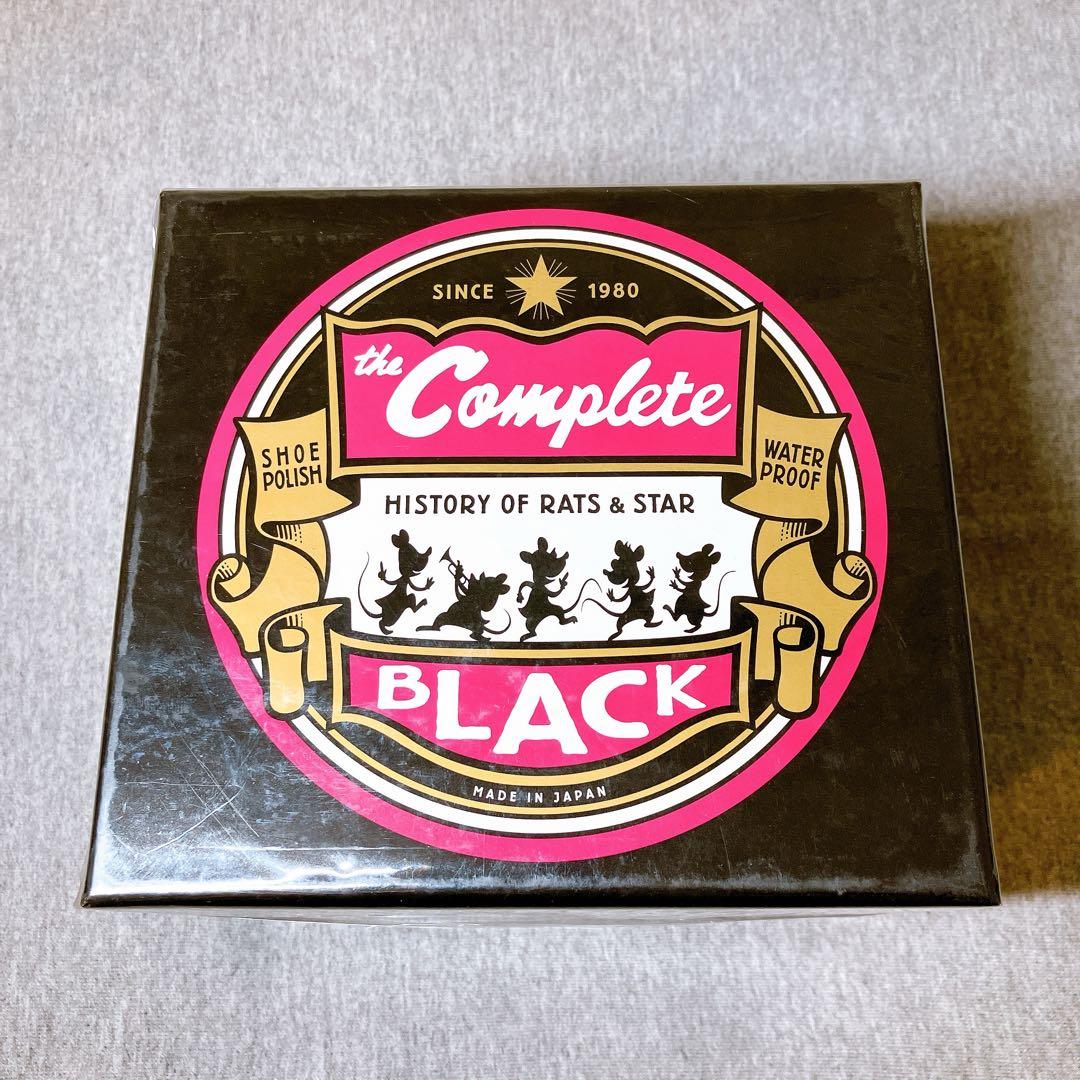 SINCE 1980
the Complete
SHOE
POLISH
WATER
PROOF
HISTORY OF RATS & STAR
BLACK
MADE IN JAPAN